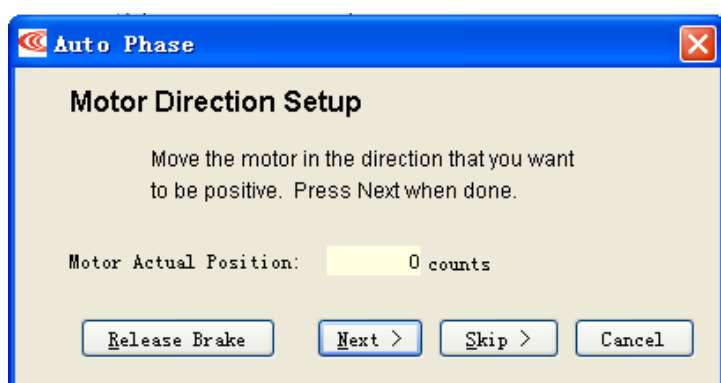 Auto Phase
Motor Direction Setup
Move the motor in the direction that you want
to be positive. Press Next when done.
Motor Actual Position: 0 counts
Release Brake Next > Skip > Cancel